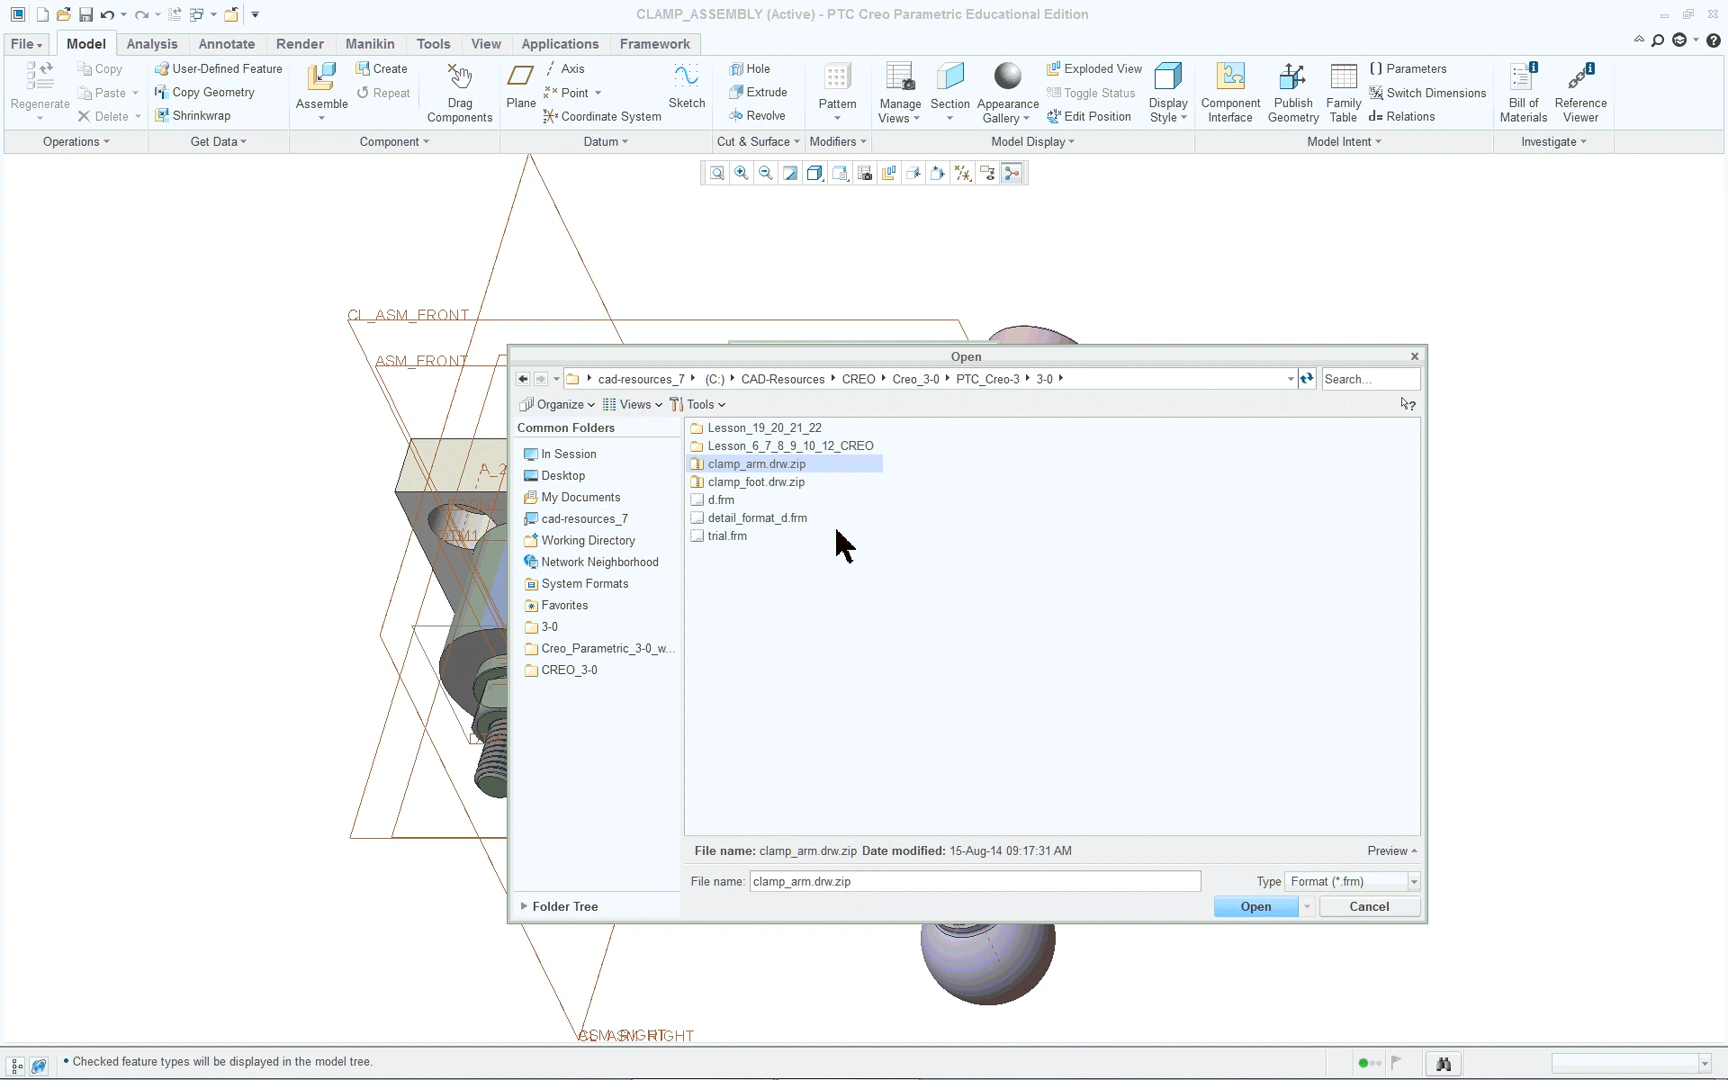 CLAMP_ASSEMBLY (Active) - PTC Creo Parametric Educational Edition
File Model Analysis Annotate Render Manikin Tools View Applications Framework
Regenerate
Copy
Paste
Delete
Operations
User-Defined Feature
Copy Geometry
Shrinkwrap
Get Data
Assemble
Create
Repeat
Drag
Components
Component
Plane
Axis
Point
Coordinate System
Sketch
Datum
Hole
Extrude
Revolve
Cut & Surface
Pattern
Modifiers
Manage
Views
Section
Appearance
Gallery
Exploded View
Toggle Status
Edit Position
Display
Style
Model Display
Component
Interface
Publish
Geometry
Family
Table
Parameters
Switch Dimensions
d= Relations
Model Intent
Bill of
Materials
Reference
Viewer
Investigate
CL_ASM_FRONT
ASM_FRONT
Open
cad-resources_7 (C:) CAD-Resources CREO Creo_3-0 PTC_Creo-3 3-0
Search...
Organize Views Tools
Common Folders
In Session
Desktop
My Documents
cad-resources_7
Working Directory
Network Neighborhood
System Formats
Favorites
3-0
Creo_Parametric_3-0_w...
CREO_3-0
Folder Tree
Lesson_19_20_21_22
Lesson_6_7_8_9_10_12_CREO
clamp_arm.drw.zip
clamp_foot.drw.zip
d.frm
detail_format_d.frm
trial.frm
File name: clamp_arm.drw.zip Date modified: 15-Aug-14 09:17:31 AM
Preview
File name: clamp_arm.drw.zip
Type Format (*.frm)
Open Cancel
• Checked feature types will be displayed in the model tree.